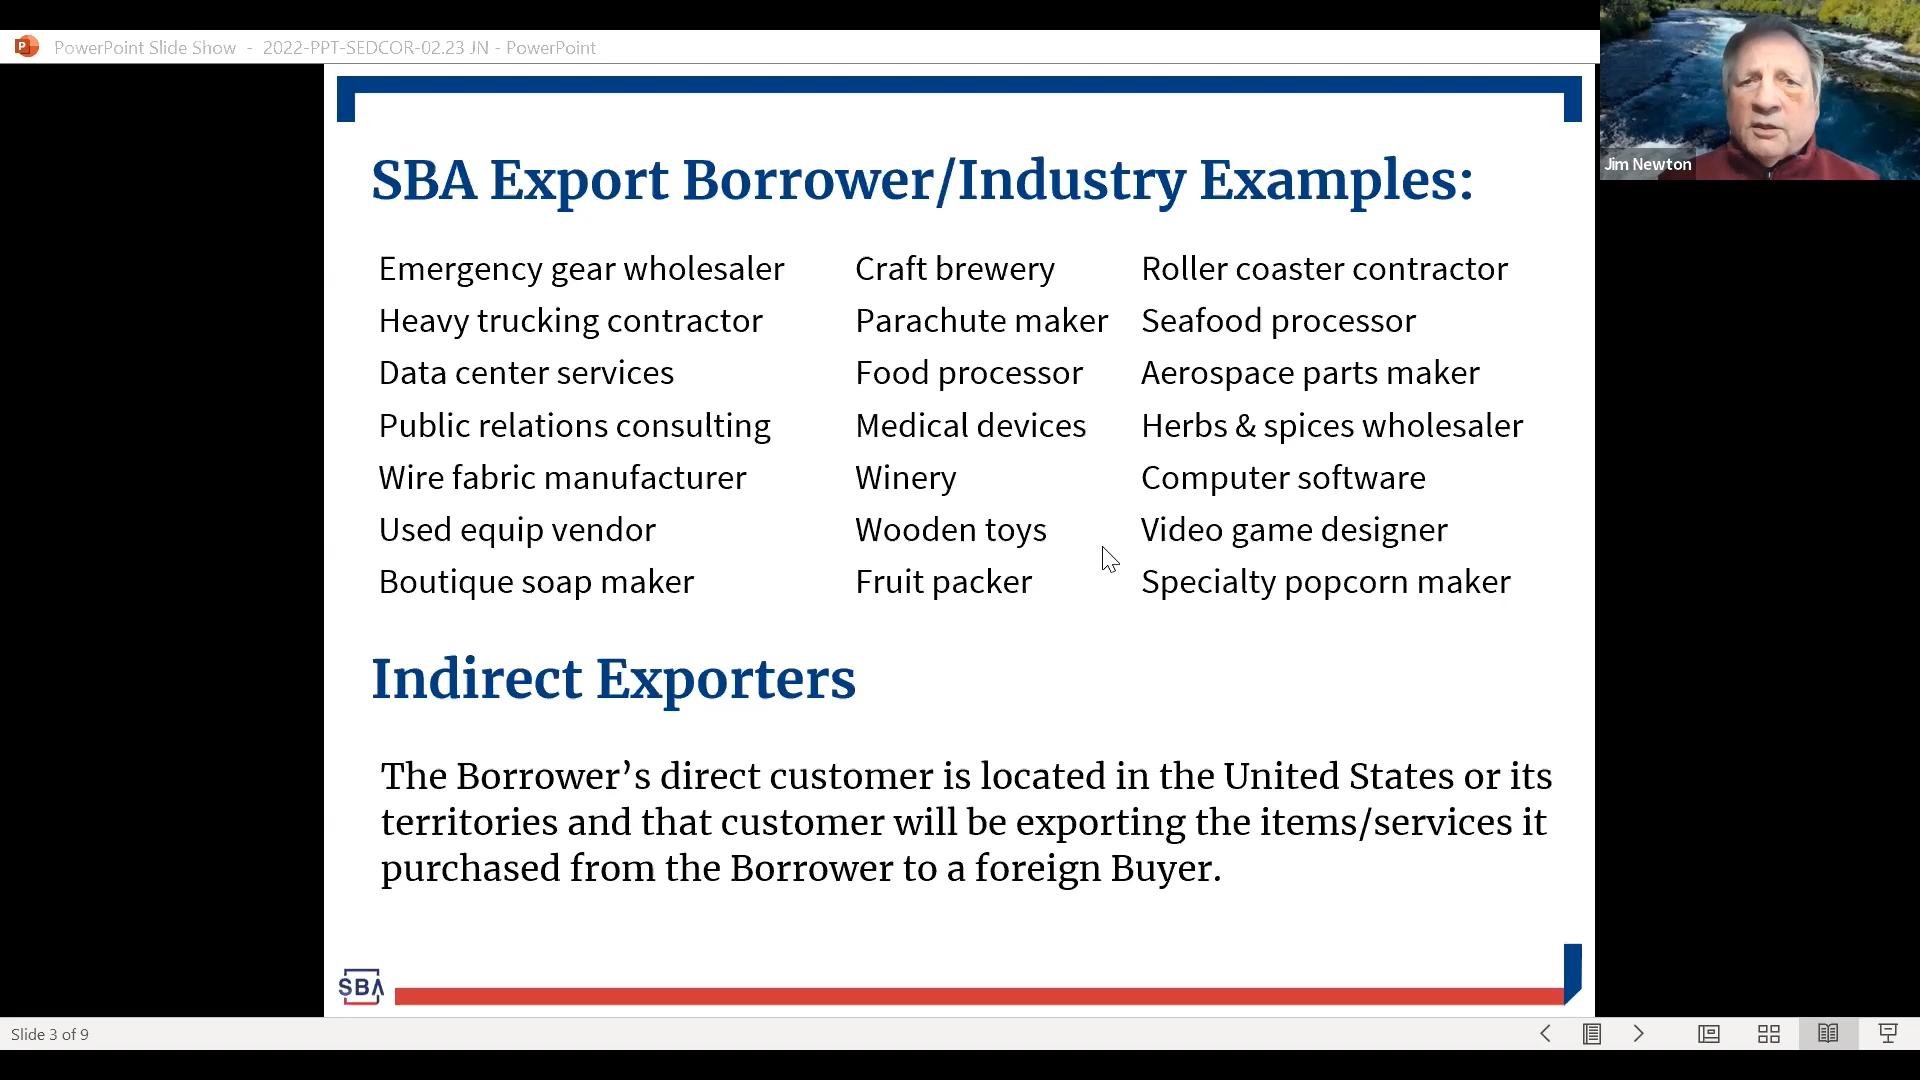 PowerPoint Slide Show - 2022-PPT-SEDCOR-02.23 JN - PowerPoint
Jim Newton
SBA Export Borrower/Industry Examples:
Emergency gear wholesaler Craft brewery Roller coaster contractor
Heavy trucking contractor Parachute maker Seafood processor
Data center services Food processor Aerospace parts maker
Public relations consulting Medical devices Herbs & spices wholesaler
Wire fabric manufacturer Winery Computer software
Used equip vendor Wooden toys Video game designer
Boutique soap maker Fruit packer Specialty popcorn maker
Indirect Exporters
The Borrower’s direct customer is located in the United States or its
territories and that customer will be exporting the items/services it
purchased from the Borrower to a foreign Buyer.
SBA
Slide 3 of 9